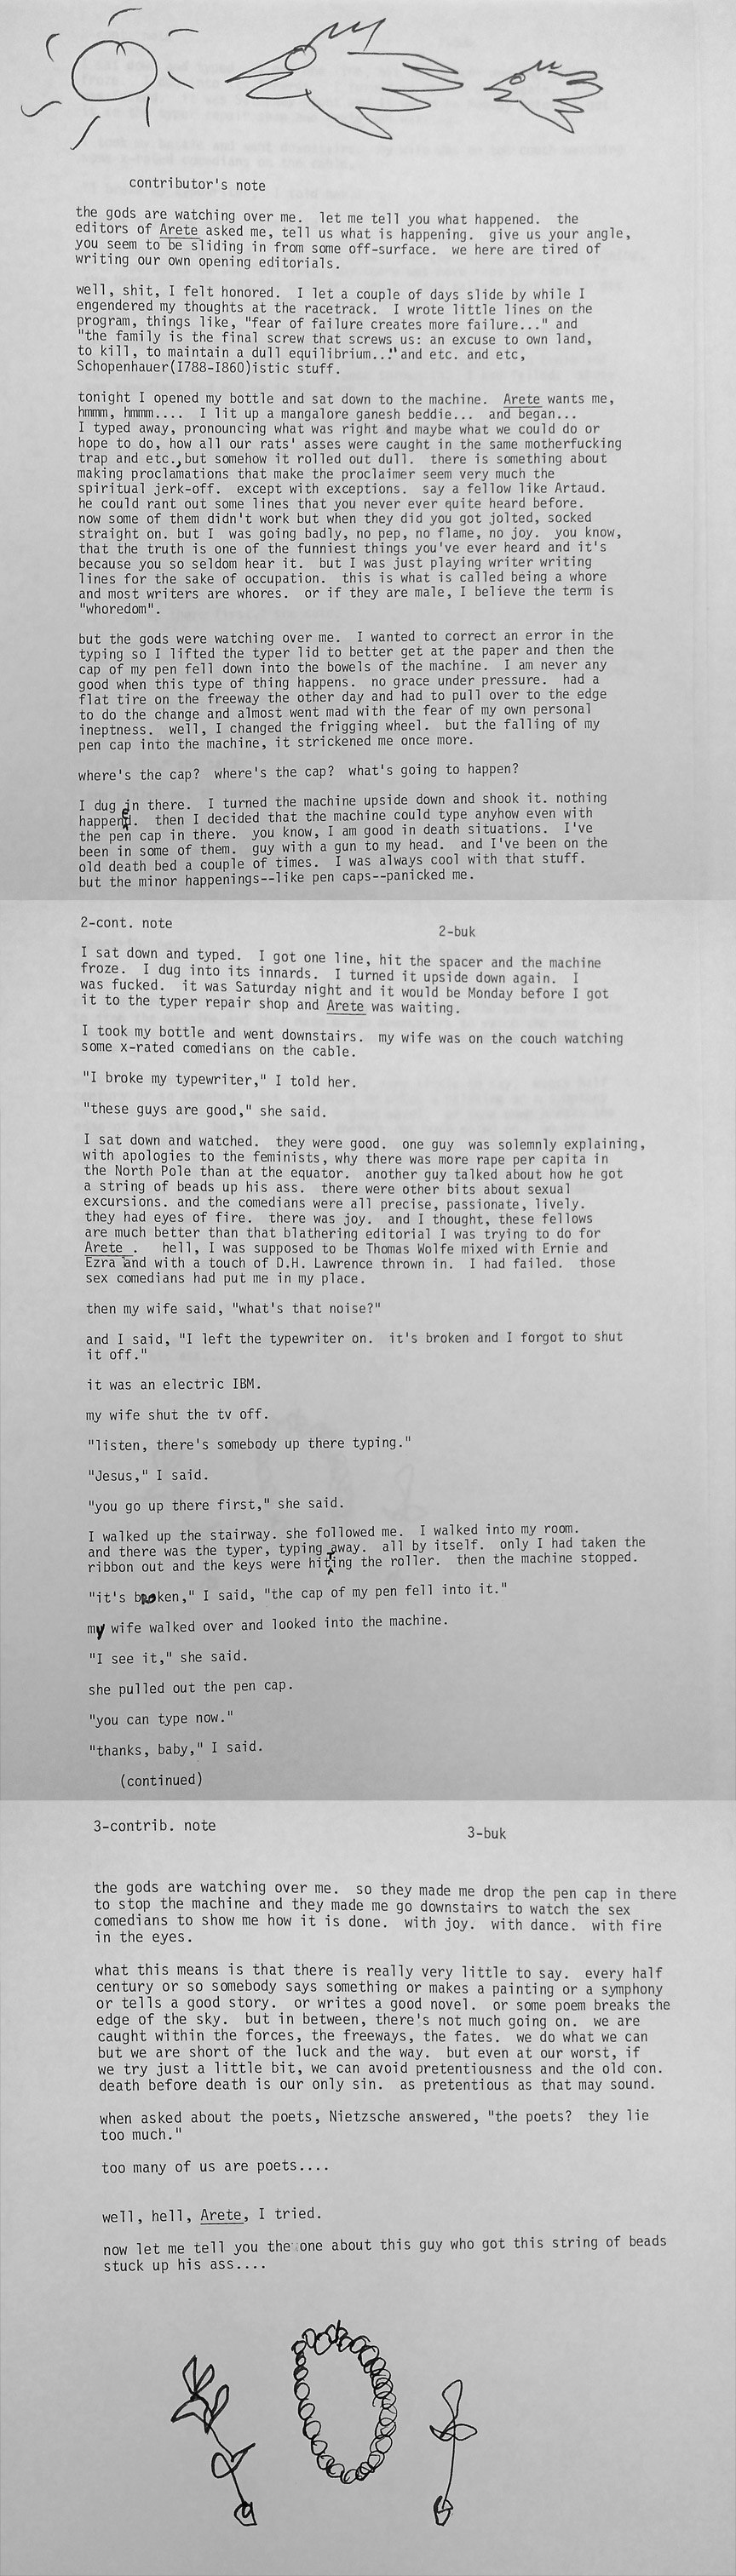 contributor's note
the gods are watching over me. let me tell you what happened. the
editors of Arete asked me, tell us what is happening. give us your angle,
you seem to be sliding in from some off-surface. we here are tired of
writing our own opening editorials.
well, shit, I felt honored. I let a couple of days slide by while I
engendered my thoughts at the racetrack. I wrote little lines on the
program, things like, "fear of failure creates more failure..." and
"the family is the final screw that screws us: an excuse to own land,
to kill, to maintain a dull equilibrium..." and etc. and etc,
Schopenhauer(I788-I860)istic stuff.
tonight I opened my bottle and sat down to the machine. Arete wants me,
hmmm, hmmm.... I lit up a mangalore ganesh beddie... and began...
I typed away, pronouncing what was right and maybe what we could do or
hope to do, how all our rats' asses were caught in the same motherfucking
trap and etc., but somehow it rolled out dull. there is something about
making proclamations that make the proclaimer seem very much the
spiritual jerk-off. except with exceptions. say a fellow like Artaud.
he could rant out some lines that you never ever quite heard before.
now some of them didn't work but when they did you got jolted, socked
straight on. but I was going badly, no pep, no flame, no joy. you know,
that the truth is one of the funniest things you've ever heard and it's
because you so seldom hear it. but I was just playing writer writing
lines for the sake of occupation. this is what is called being a whore
and most writers are whores. or if they are male, I believe the term is
"whoredom".
but the gods were watching over me. I wanted to correct an error in the
typing so I lifted the typer lid to better get at the paper and then the
cap of my pen fell down into the bowels of the machine. I am never any
good when this type of thing happens. no grace under pressure. had a
flat tire on the freeway the other day and had to pull over to the edge
to do the change and almost went mad with the fear of my own personal
ineptness. well, I changed the frigging wheel. but the falling of my
pen cap into the machine, it strickened me once more.
where's the cap? where's the cap? what's going to happen?
I dug in there. I turned the machine upside down and shook it. nothing
happened. then I decided that the machine could type anyhow even with
the pen cap in there. you know, I am good in death situations. I've
been in some of them. guy with a gun to my head. and I've been on the
old death bed a couple of times. I was always cool with that stuff.
but the minor happenings--like pen caps--panicked me.
2-cont. note 2-buk
I sat down and typed. I got one line, hit the spacer and the machine
froze. I dug into its innards. I turned it upside down again. I
was fucked. it was Saturday night and it would be Monday before I got
it to the typer repair shop and Arete was waiting.
I took my bottle and went downstairs. my wife was on the couch watching
some x-rated comedians on the cable.
"I broke my typewriter," I told her.
"these guys are good," she said.
I sat down and watched. they were good. one guy was solemnly explaining,
with apologies to the feminists, why there was more rape per capita in
the North Pole than at the equator. another guy talked about how he got
a string of beads up his ass. there were other bits about sexual
excursions. and the comedians were all precise, passionate, lively.
they had eyes of fire. there was joy. and I thought, these fellows
are much better than that blathering editorial I was trying to do for
Arete . hell, I was supposed to be Thomas Wolfe mixed with Ernie and
Ezra and with a touch of D.H. Lawrence thrown in. I had failed. those
sex comedians had put me in my place.
then my wife said, "what's that noise?"
and I said, "I left the typewriter on. it's broken and I forgot to shut
it off."
it was an electric IBM.
my wife shut the tv off.
"listen, there's somebody up there typing."
"Jesus," I said.
"you go up there first," she said.
I walked up the stairway. she followed me. I walked into my room.
and there was the typer, typing away. all by itself. only I had taken the
ribbon out and the keys were hitting the roller. then the machine stopped.
"it's broken," I said, "the cap of my pen fell into it."
my wife walked over and looked into the machine.
"I see it," she said.
she pulled out the pen cap.
"you can type now."
"thanks, baby," I said.
(continued)
3-contrib. note 3-buk
the gods are watching over me. so they made me drop the pen cap in there
to stop the machine and they made me go downstairs to watch the sex
comedians to show me how it is done. with joy. with dance. with fire
in the eyes.
what this means is that there is really very little to say. every half
century or so somebody says something or makes a painting or a symphony
or tells a good story. or writes a good novel. or some poem breaks the
edge of the sky. but in between, there's not much going on. we are
caught within the forces, the freeways, the fates. we do what we can
but we are short of the luck and the way. but even at our worst, if
we try just a little bit, we can avoid pretentiousness and the old con.
death before death is our only sin. as pretentious as that may sound.
when asked about the poets, Nietzsche answered, "the poets? they lie
too much."
too many of us are poets....
well, hell, Arete, I tried.
now let me tell you the one about this guy who got this string of beads
stuck up his ass....